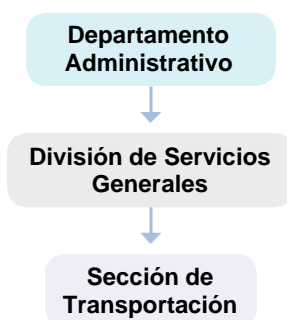 Departamento
Administrativo
División de Servicios
Generales
Sección de
Transportación